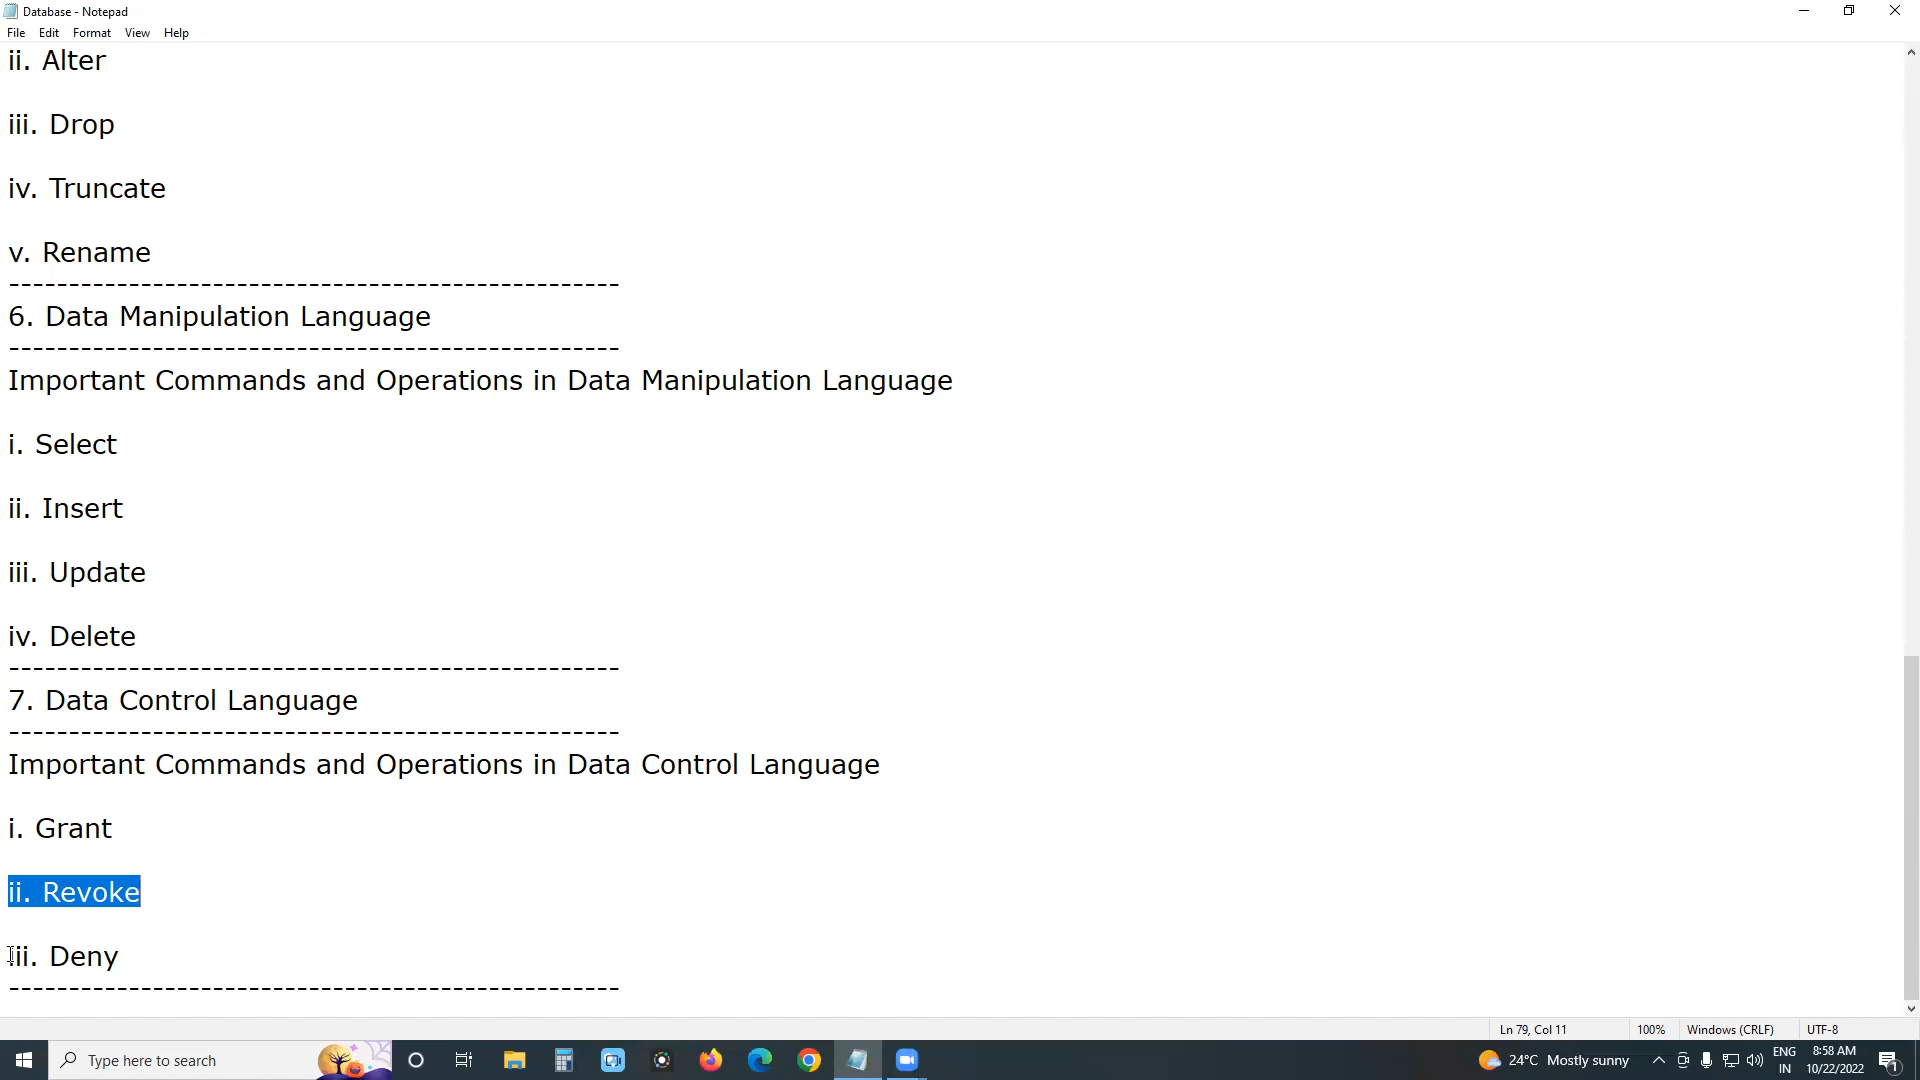 Database - Notepad
File Edit Format View Help
ii. Alter
iii. Drop
iv. Truncate
v. Rename
---------------------------------------------------
6. Data Manipulation Language
---------------------------------------------------
Important Commands and Operations in Data Manipulation Language
i. Select
ii. Insert
iii. Update
iv. Delete
---------------------------------------------------
7. Data Control Language
---------------------------------------------------
Important Commands and Operations in Data Control Language
i. Grant
ii. Revoke
iii. Deny
---------------------------------------------------
Ln 79, Col 11 100% Windows (CRLF) UTF-8
Type here to search 24°C Mostly sunny ENG IN 8:58 AM 10/22/2022 1